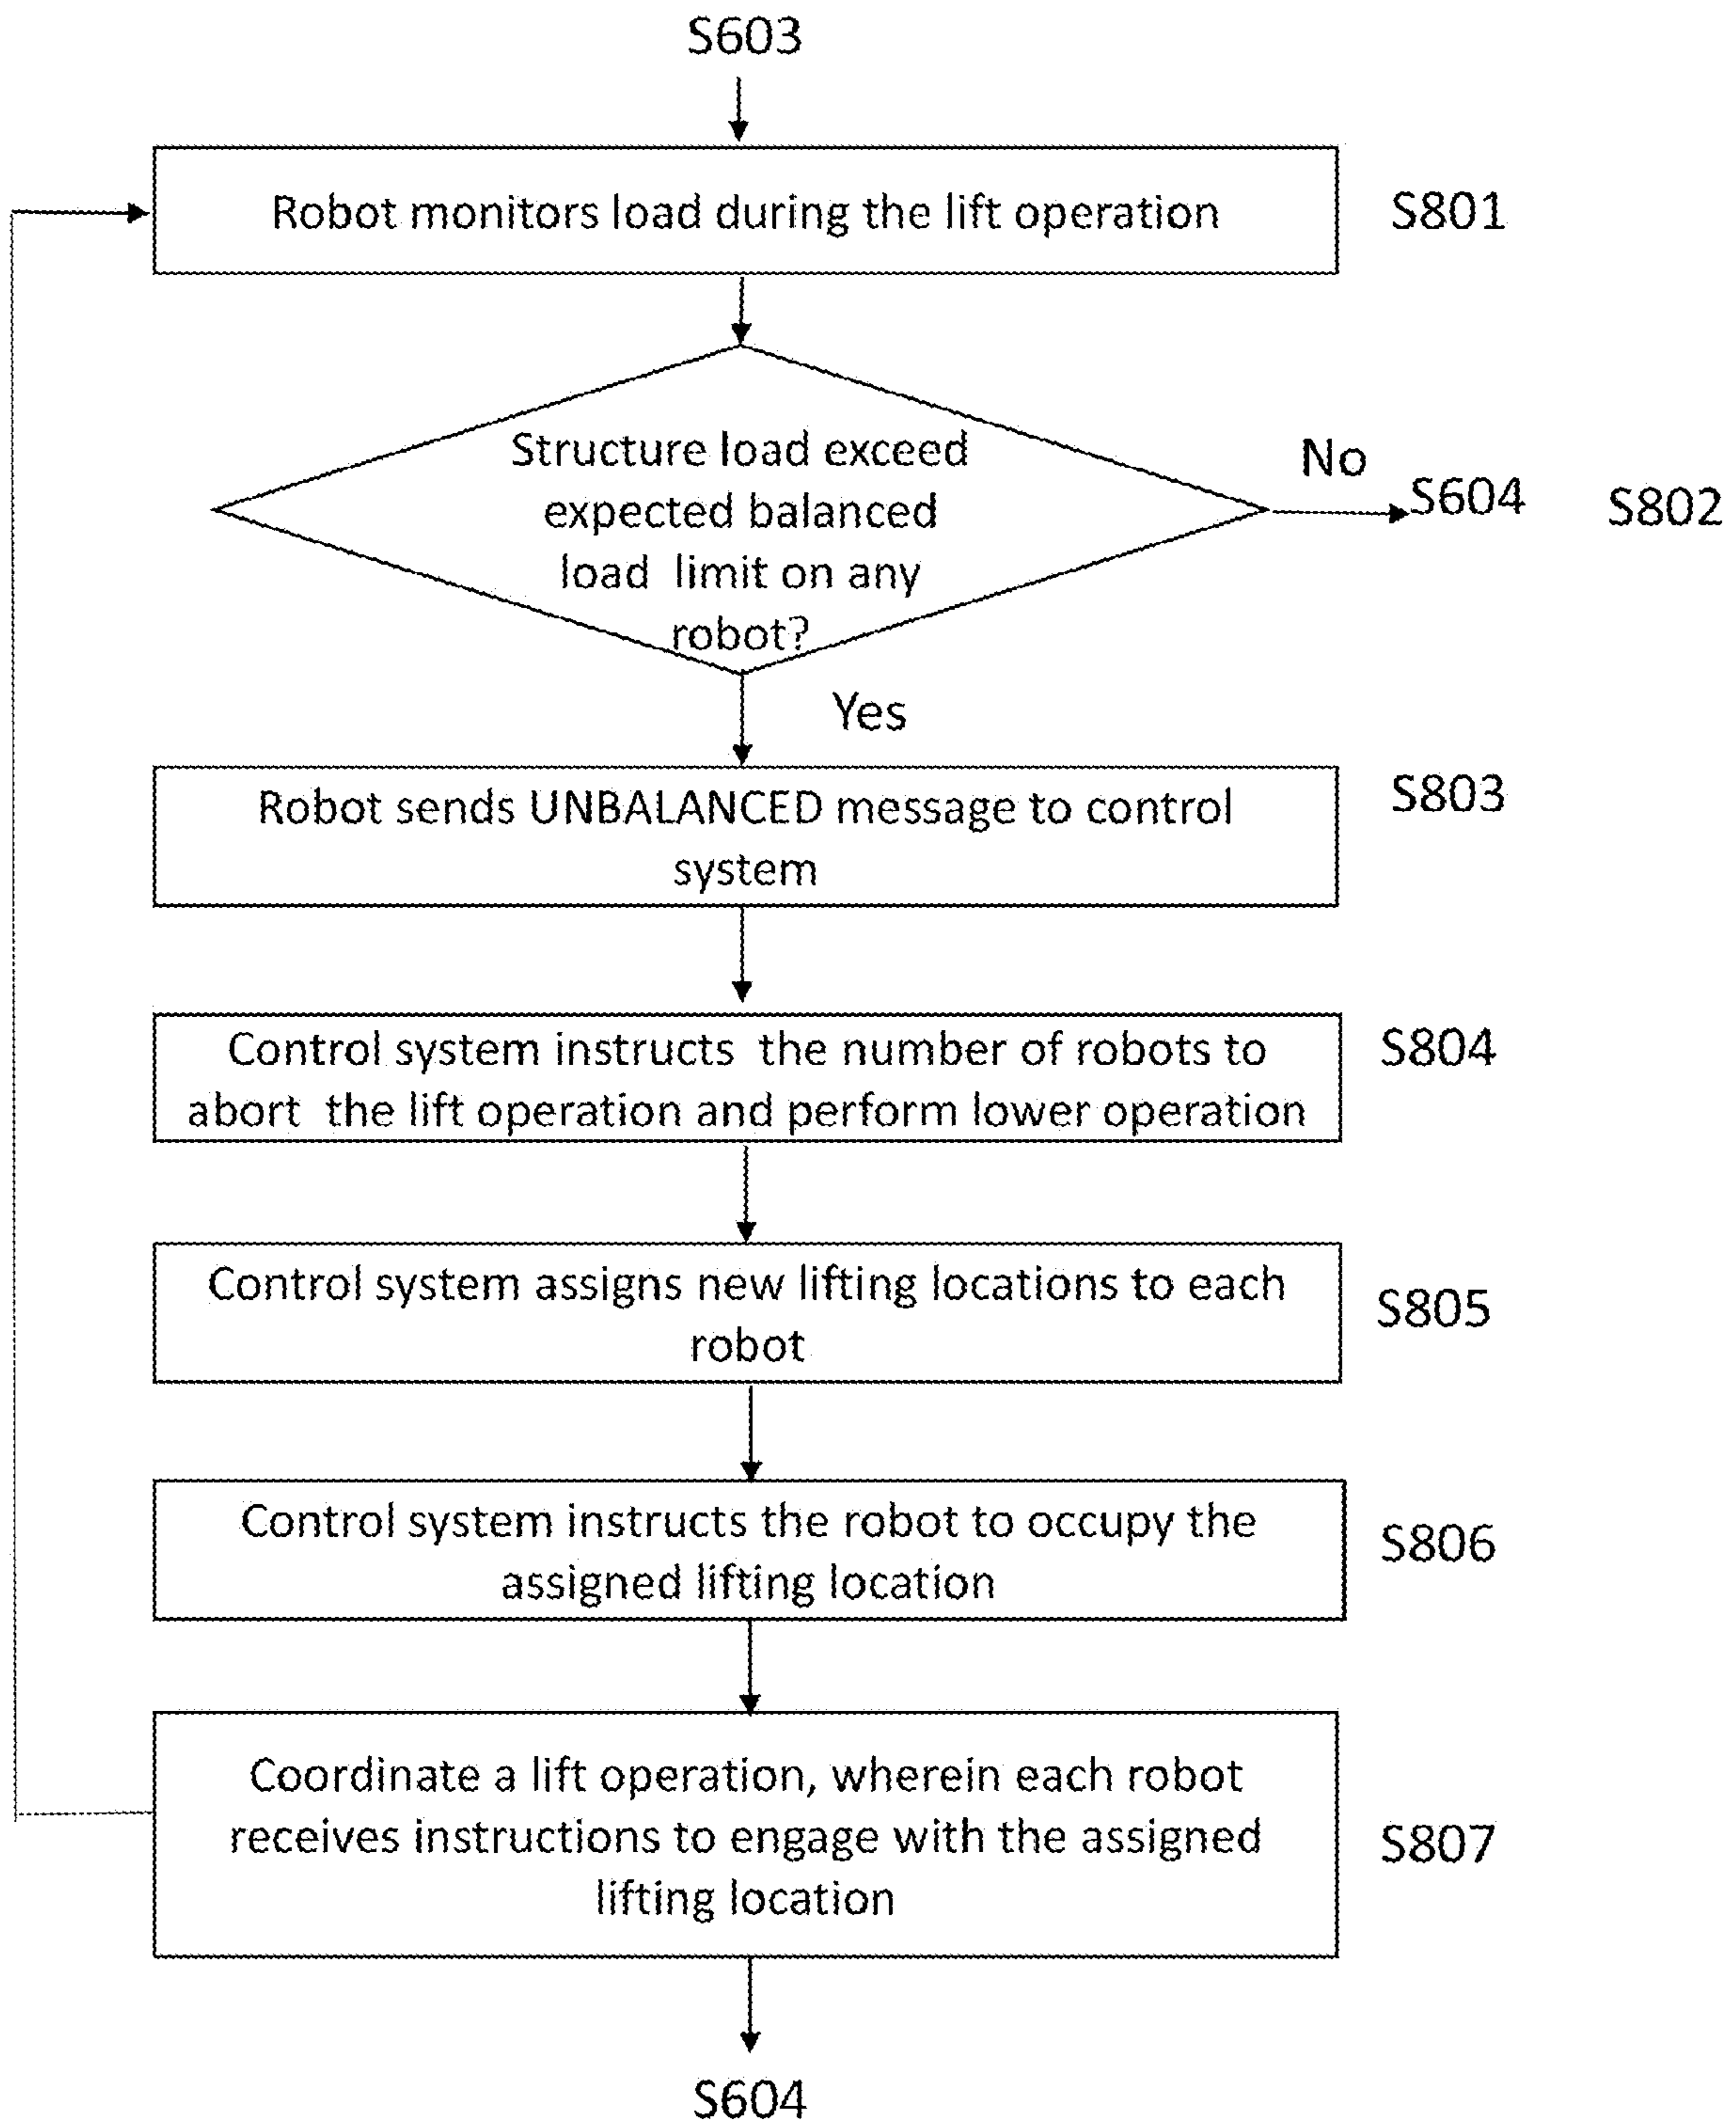 S603
Robot monitors load during the lift operation
S801
Structure load exceed
expected balanced
load limit on any
robot?
No
S604
S802
Yes
Robot sends UNBALANCED message to control
system
S803
Control system instructs the number of robots to
abort the lift operation and perform lower operation
S804
Control system assigns new lifting locations to each
robot
S805
Control system instructs the robot to occupy the
assigned lifting location
S806
Coordinate a lift operation, wherein each robot
receives instructions to engage with the assigned
lifting location
S807
S604